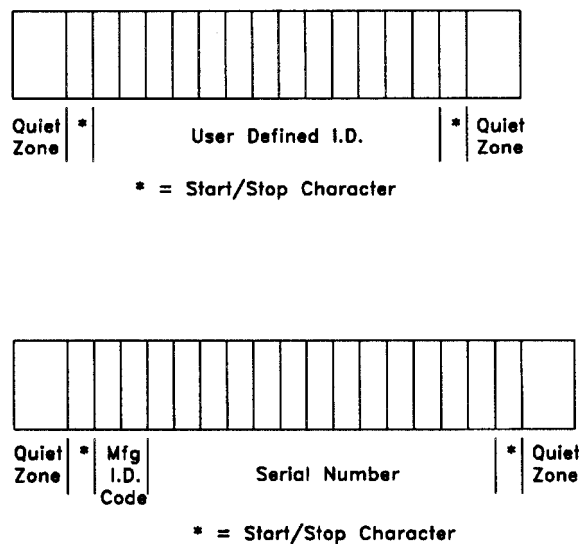 Quiet * User Defined I.D. * Quiet
Zone Zone
* = Start/Stop Character
Quiet * Mfg Serial Number * Quiet
Zone I.D. Zone
Code
* = Start/Stop Character